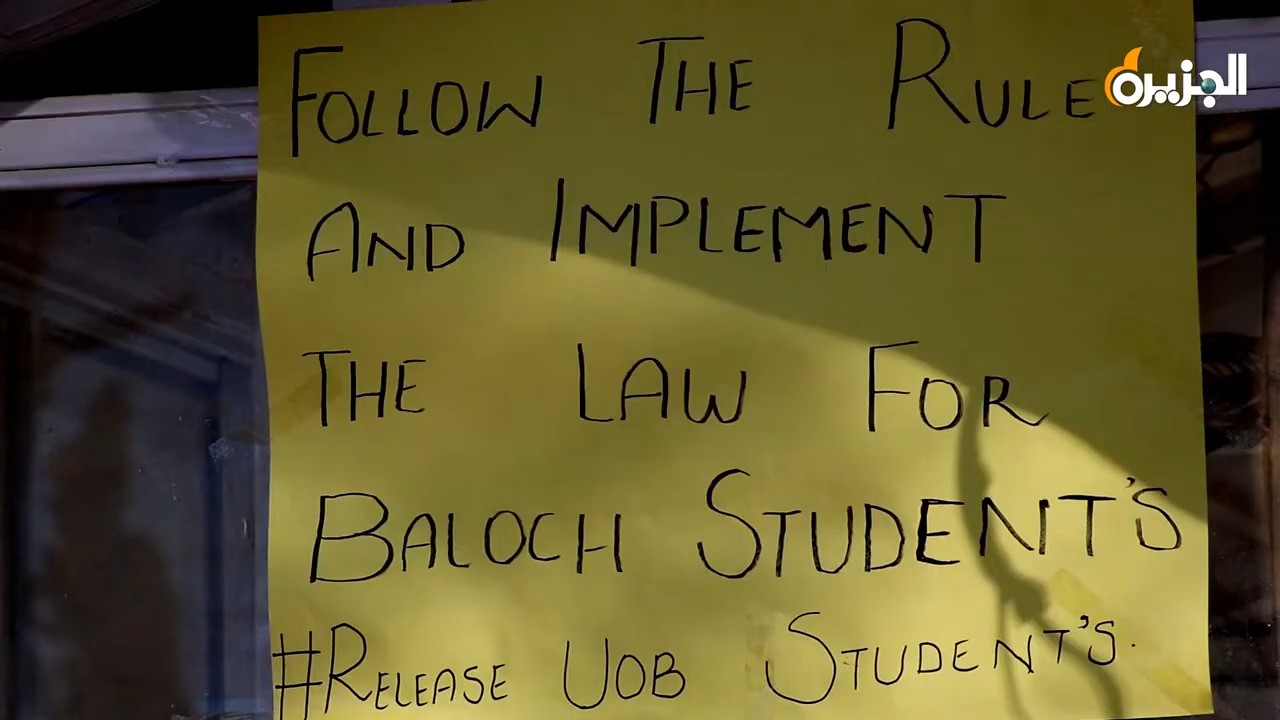 FOLLOW THE RULE
الجزيرة
AND IMPLEMENT
THE LAW FOR
BALOCH STUDENT'S
#RELEASE UOB STUDENT'S.